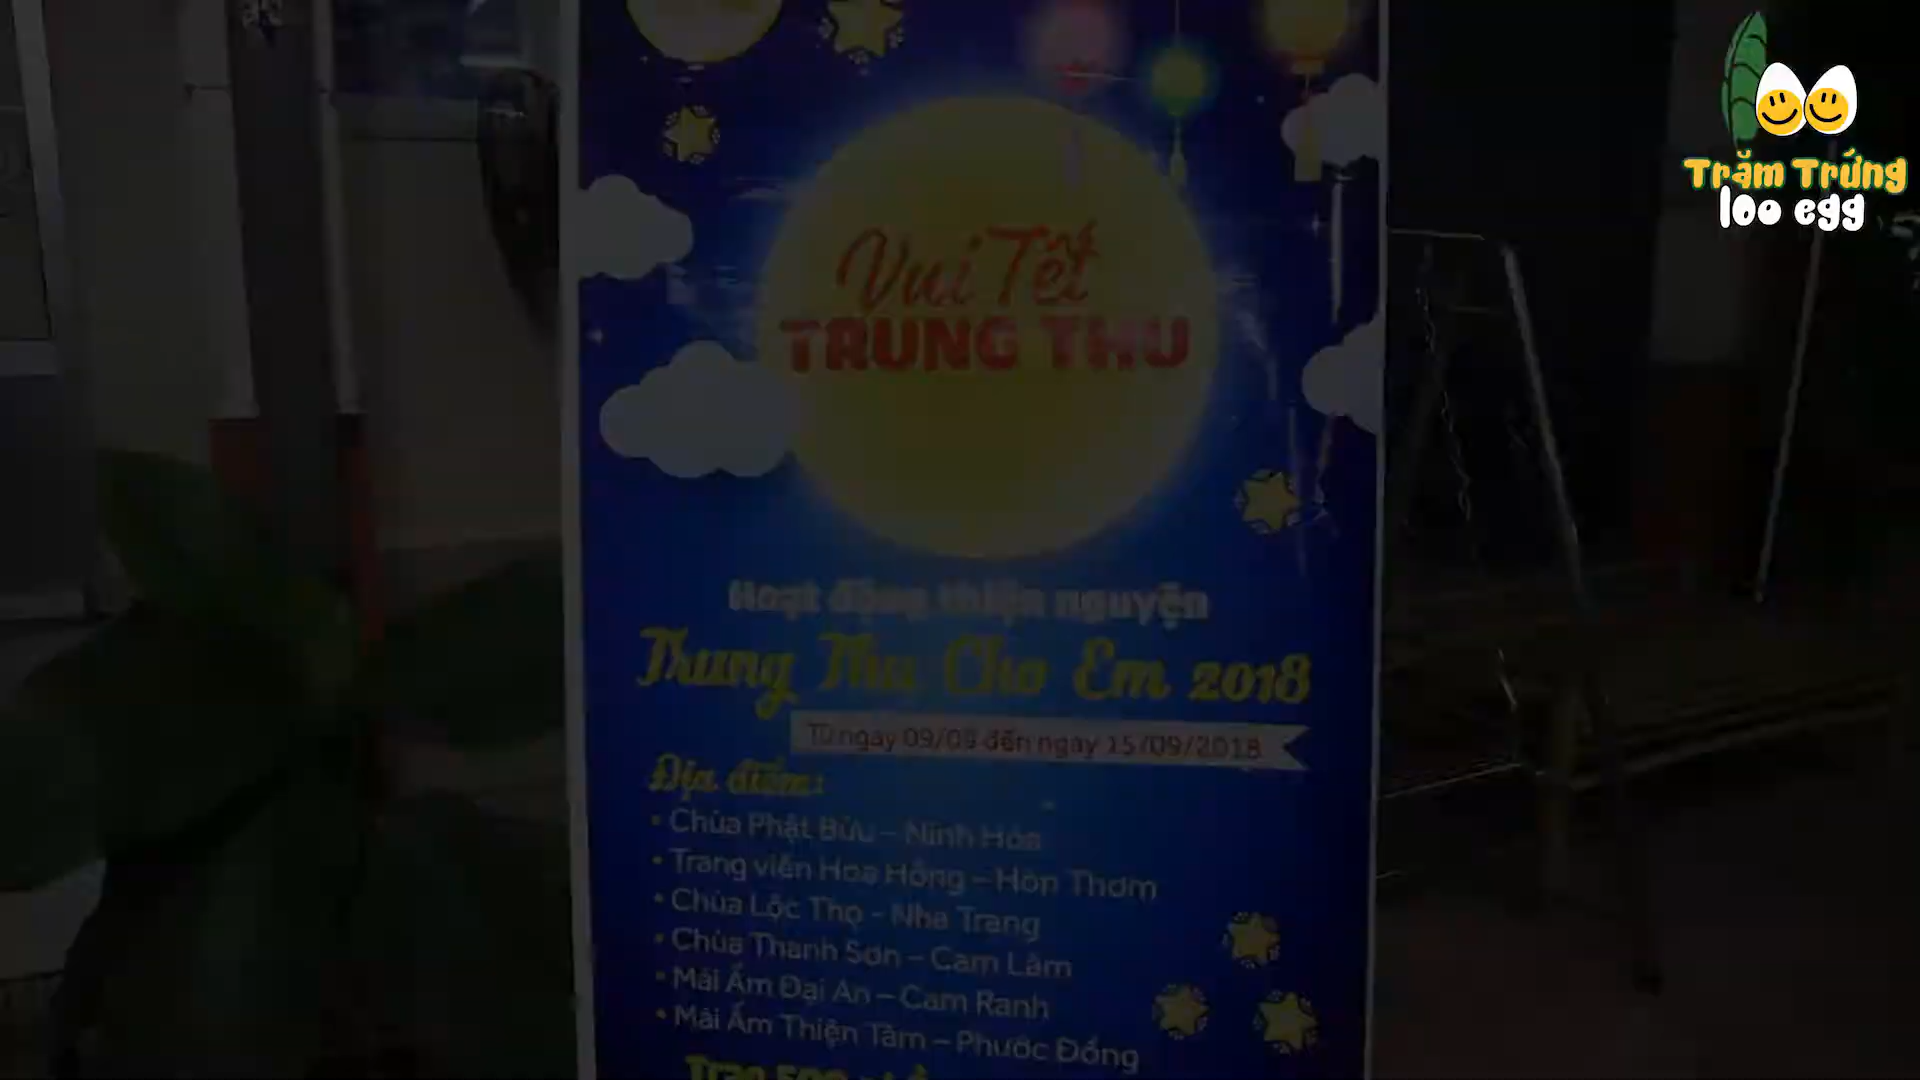 Trăm Trứng
100 egg
Vui Tết
TRUNG THU
Hoạt động thiện nguyện
Trung Thu Cho Em 2018
Từ ngày 09/09 đến ngày 15/09/2018
Địa điểm:
• Chùa Phật Bửu – Ninh Hòa
• Trang viên Hoa Hồng – Hòn Thơm
• Chùa Lộc Thọ - Nha Trang
• Chùa Thanh Sơn – Cam Lâm
• Mái Ấm Đại An – Cam Ranh
• Mái Ấm Thiện Tâm – Phước Đồng
Trao 500